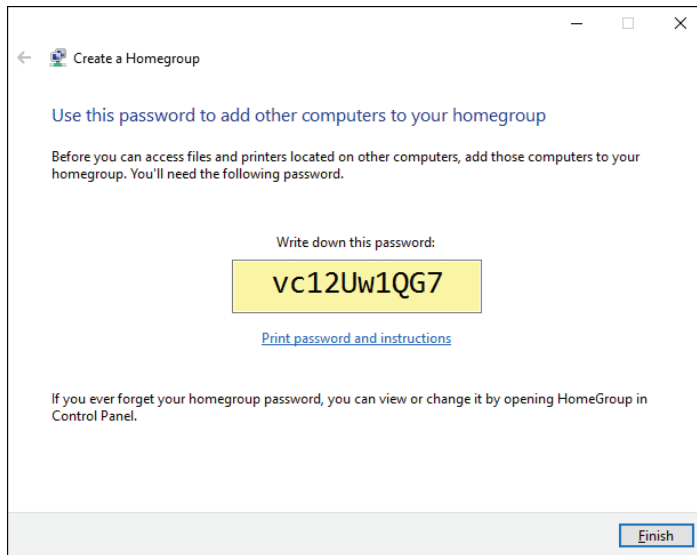 Create a Homegroup
Use this password to add other computers to your homegroup
Before you can access files and printers located on other computers, add those computers to your
homegroup. You'll need the following password.
Write down this password:
vc12Uw1QG7
Print password and instructions
If you ever forget your homegroup password, you can view or change it by opening HomeGroup in
Control Panel.
Finish